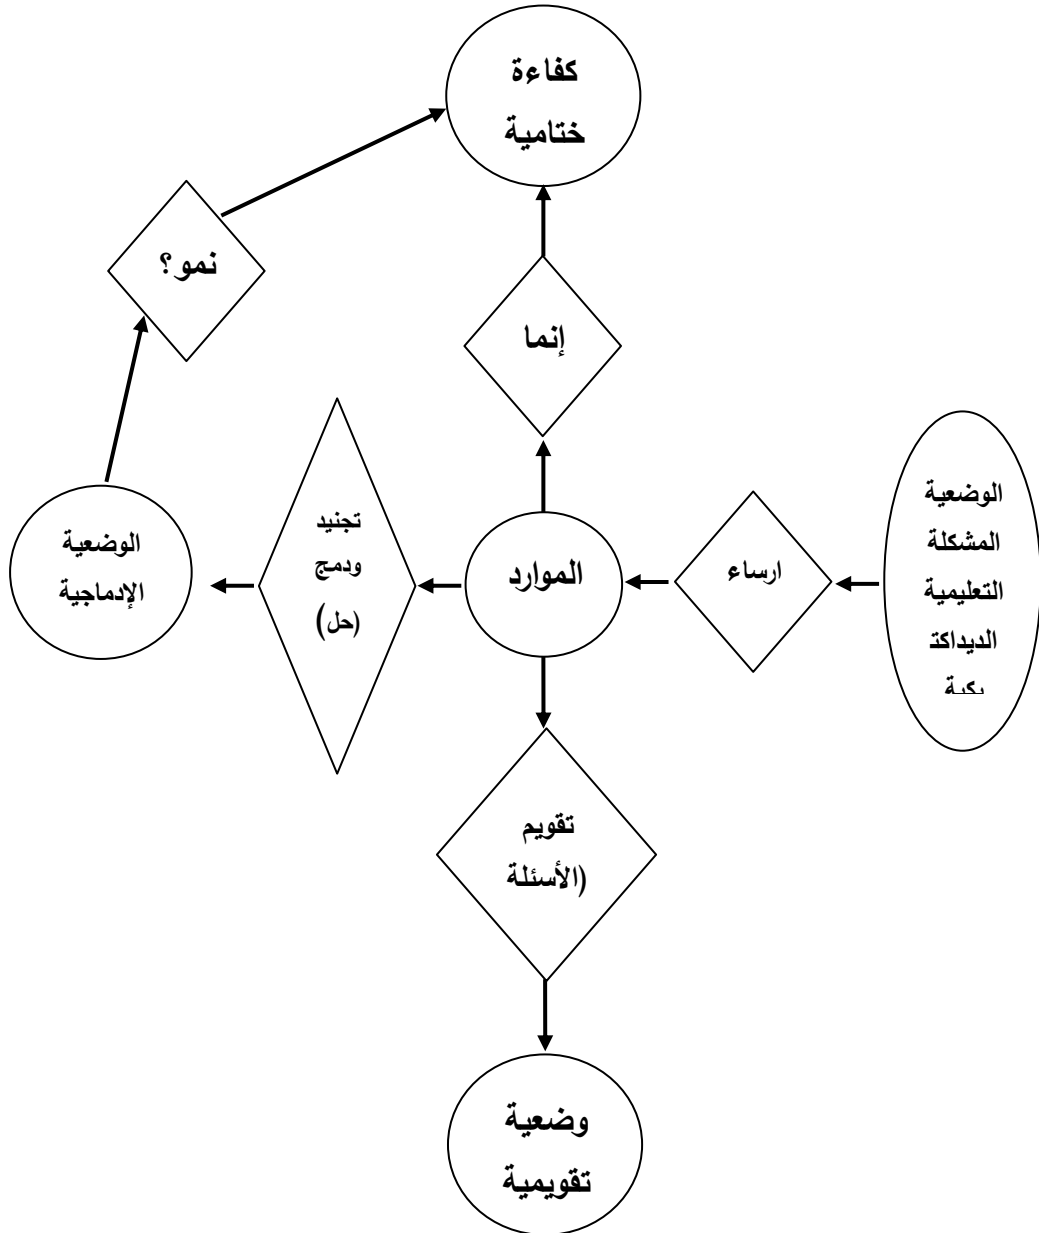 كفاءة
ختامية
نمو؟
إنما
الوضعية
المشكلة
التعليمية
الديداكت
يكية
ارساء
الموارد
تجنيد
ودمج
(حل)
الوضعية
الإدماجية
تقويم
(الأسئلة
وضعية
تقويمية